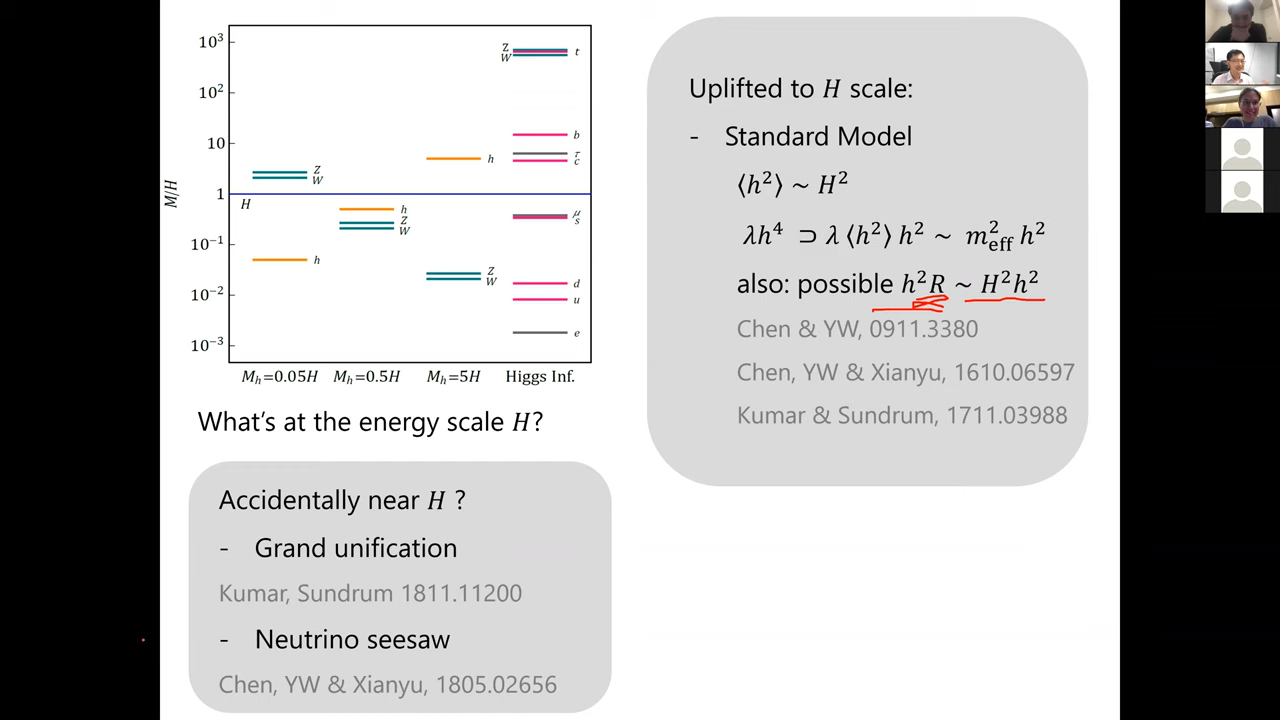 10³
10²
10
1
10⁻¹
10⁻²
10⁻³
M/H
H
Z
W
h
h
Z
W
h
Z
W
Z
W
t
b
τ
c
μ
s
d
u
e
M_h=0.05H M_h=0.5H M_h=5H Higgs Inf.
What's at the energy scale H?
Accidentally near H ?
- Grand unification
Kumar, Sundrum 1811.11200
- Neutrino seesaw
Chen, YW & Xianyu, 1805.02656
Uplifted to H scale:
- Standard Model
⟨h²⟩ ~ H²
λh⁴ ⊃ λ ⟨h²⟩ h² ~ m²_eff h²
also: possible h²R ~ H²h²
Chen & YW, 0911.3380
Chen, YW & Xianyu, 1610.06597
Kumar & Sundrum, 1711.03988